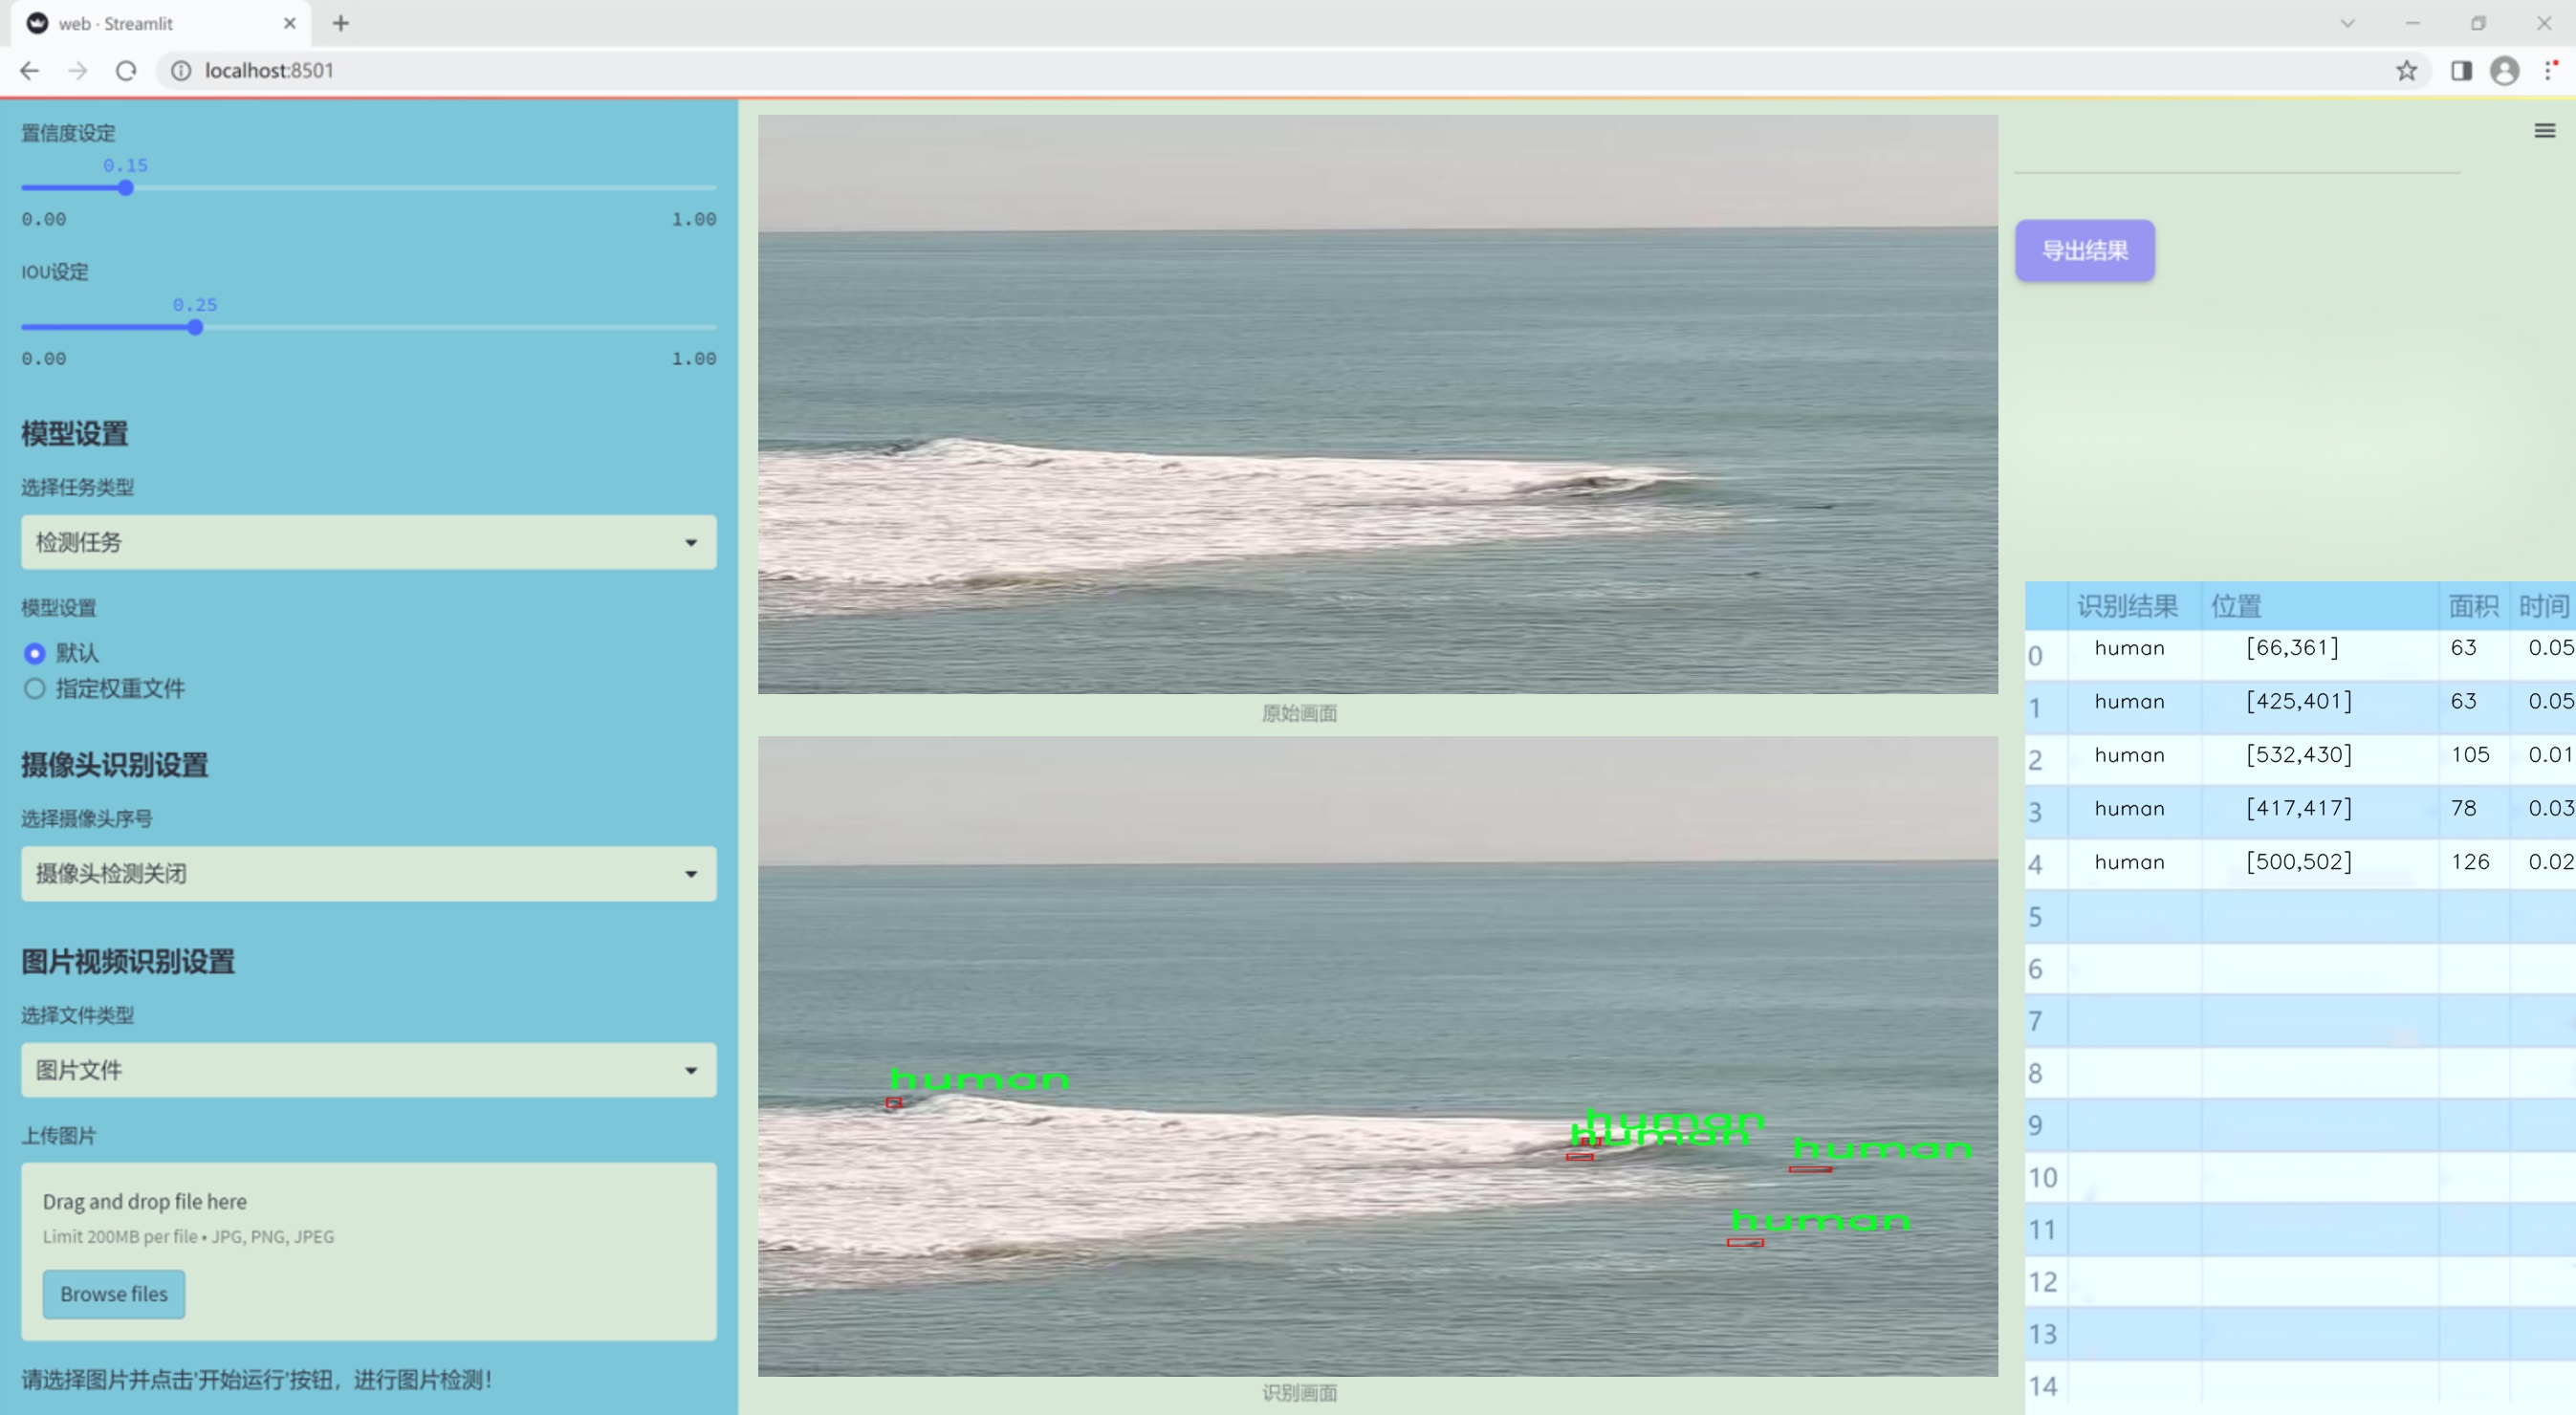 web · Streamlit
localhost:8501
置信度设定
0.15
0.00 1.00
IOU设定
0.25
0.00 1.00
模型设置
选择任务类型
检测任务
模型设置
默认
指定权重文件
摄像头识别设置
选择摄像头序号
摄像头检测关闭
图片视频识别设置
选择文件类型
图片文件
上传图片
Drag and drop file here
Limit 200MB per file • JPG, PNG, JPEG
Browse files
请选择图片并点击'开始运行'按钮，进行图片检测！
原始画面
human
human
human
human
human
识别画面
导出结果
识别结果 位置 面积 时间
0 human [66,361] 63 0.05
1 human [425,401] 63 0.05
2 human [532,430] 105 0.01
3 human [417,417] 78 0.03
4 human [500,502] 126 0.02
5
6
7
8
9
10
11
12
13
14